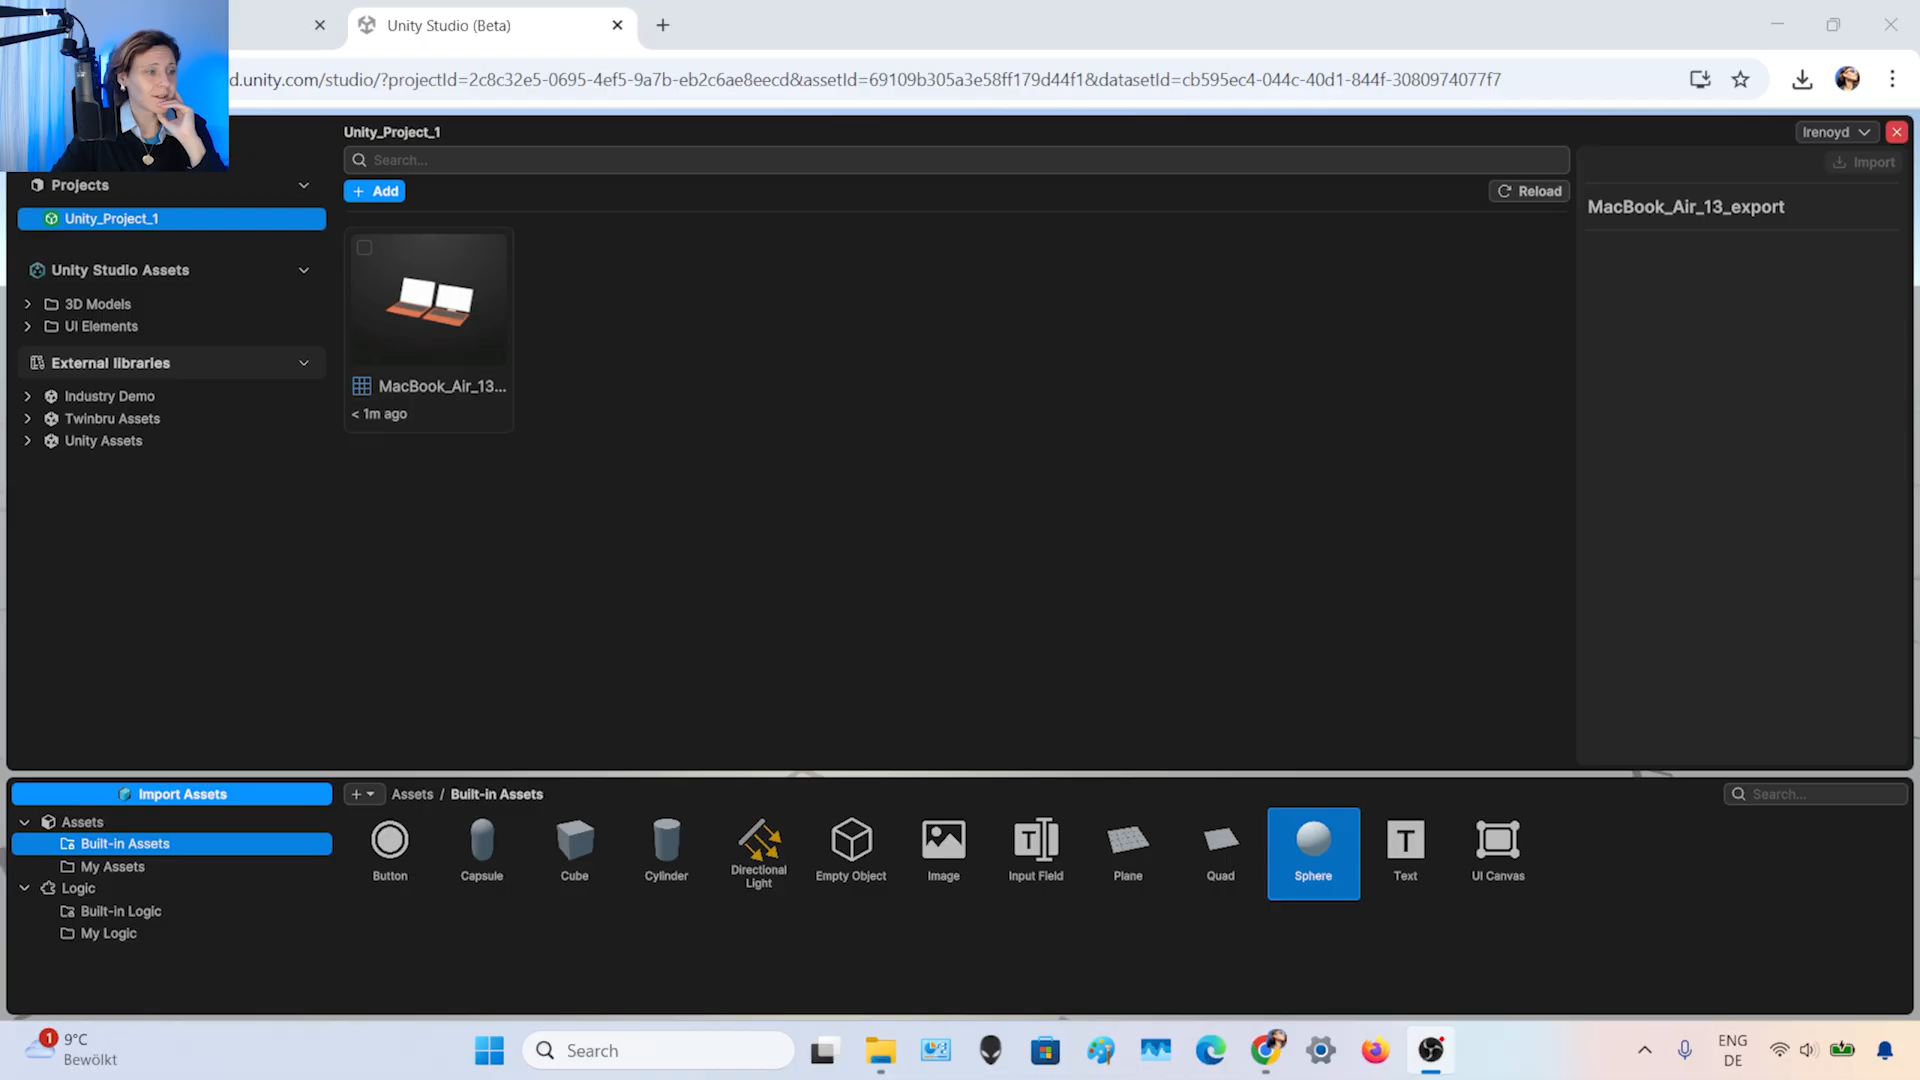 Unity Studio (Beta)
d.unity.com/studio/?projectId=2c8c32e5-0695-4ef5-9a7b-eb2c6ae8eecd&assetId=69109b305a3e58ff179d44f1&datasetId=cb595ec4-044c-40d1-844f-3080974077f7
Unity_Project_1
Irenoyd
Search...
Import
Projects
+ Add
Reload
MacBook_Air_13_export
Unity_Project_1
Unity Studio Assets
3D Models
UI Elements
External libraries
Industry Demo
Twinbru Assets
Unity Assets
MacBook_Air_13...
< 1m ago
Import Assets
Assets / Built-in Assets
Search...
Assets
Built-in Assets
My Assets
Logic
Built-in Logic
My Logic
Button
Capsule
Cube
Cylinder
Directional
Light
Empty Object
Image
Input Field
Plane
Quad
Sphere
Text
UI Canvas
1
9°C
Bewölkt
Search
ENG
DE